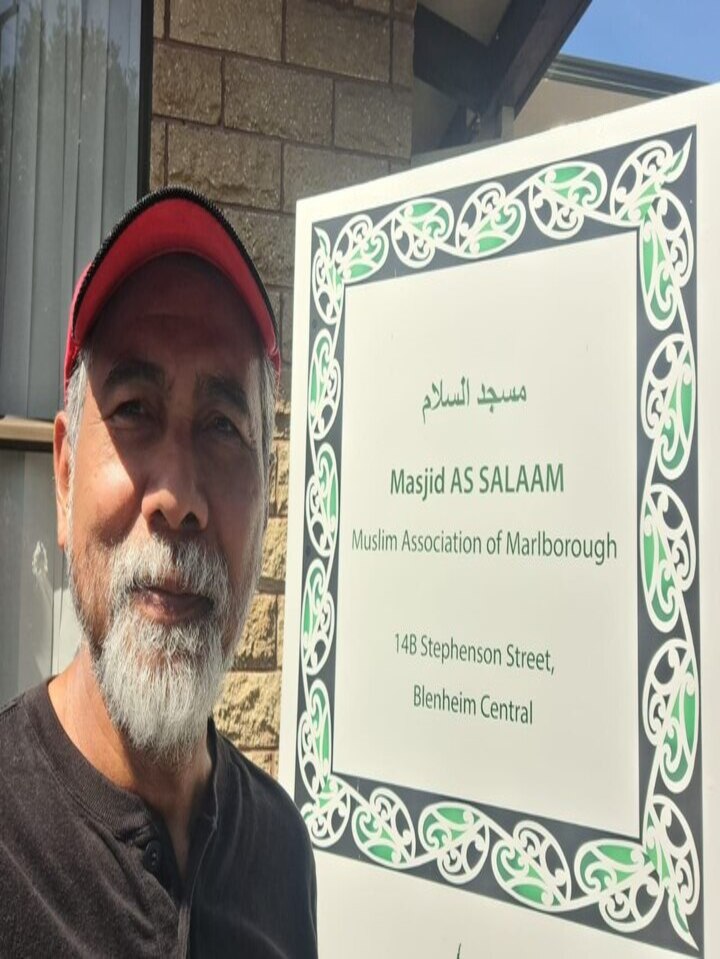 مسجد السلام
Masjid AS SALAAM
Muslim Association of Marlborough
14B Stephenson Street,
Blenheim Central